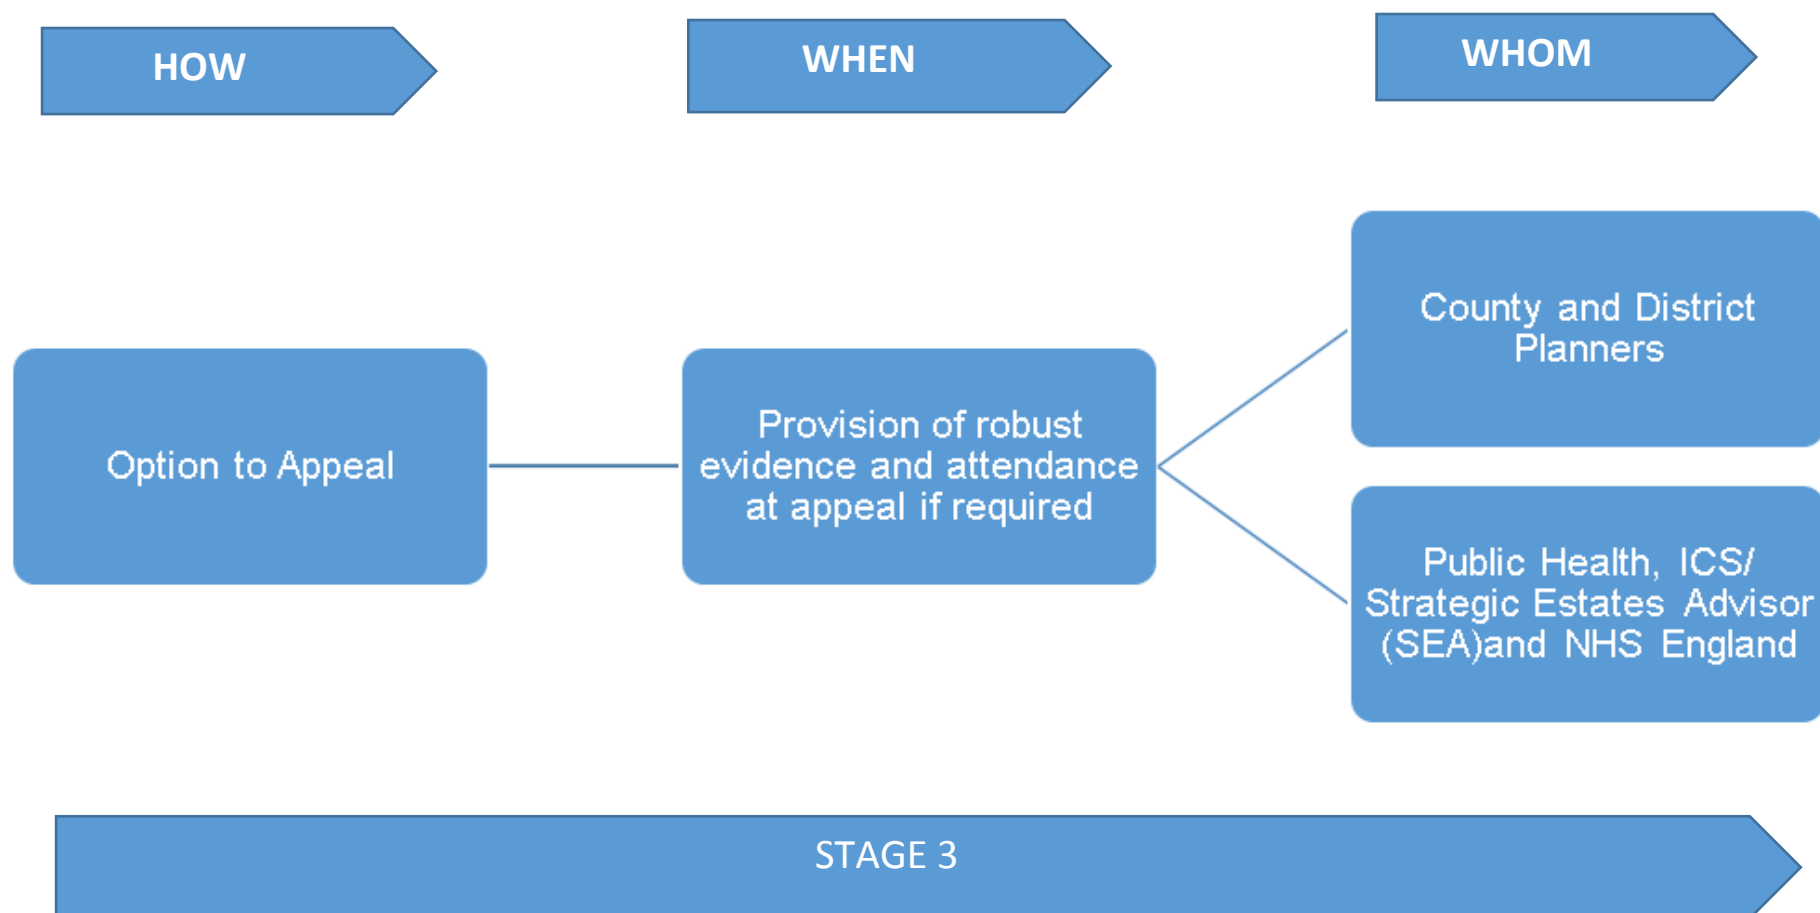 HOW
WHEN
WHOM
Option to Appeal
Provision of robust
evidence and attendance
at appeal if required
County and District
Planners
Public Health, ICS/
Strategic Estates Advisor
(SEA)and NHS England
STAGE 3